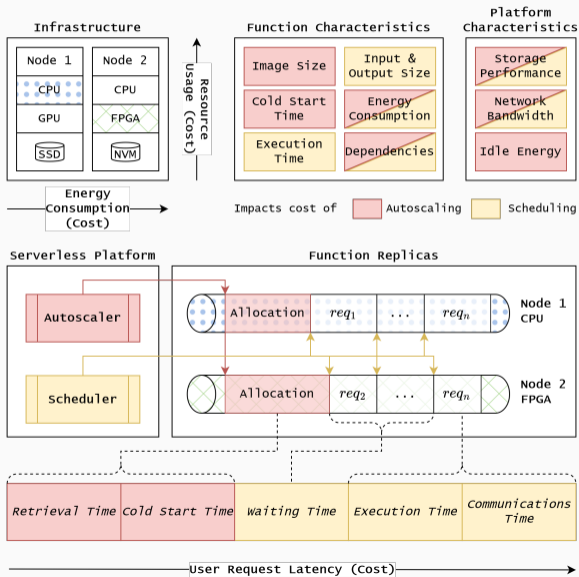 Infrastructure
Node 1
CPU
CPU
GPU
SSD
Node 2
CPU
FPGA
NVM
Resource
Usage (Cost)
Energy
Consumption
(Cost)
Function Characteristics
Image Size
Input &
Output Size
Cold Start
Time
Energy
Consumption
Execution
Time
Dependencies
Platform
Characteristics
Storage
Performance
Network
Bandwidth
Idle Energy
Impacts cost of
Autoscaling
Scheduling
Serverless Platform
Autoscaler
Scheduler
Function Replicas
Allocation
req1
...
reqn
Node 1
CPU
Allocation
req2
...
reqn
Node 2
FPGA
Retrieval Time
Cold Start Time
Waiting Time
Execution Time
Communications
Time
User Request Latency (Cost)